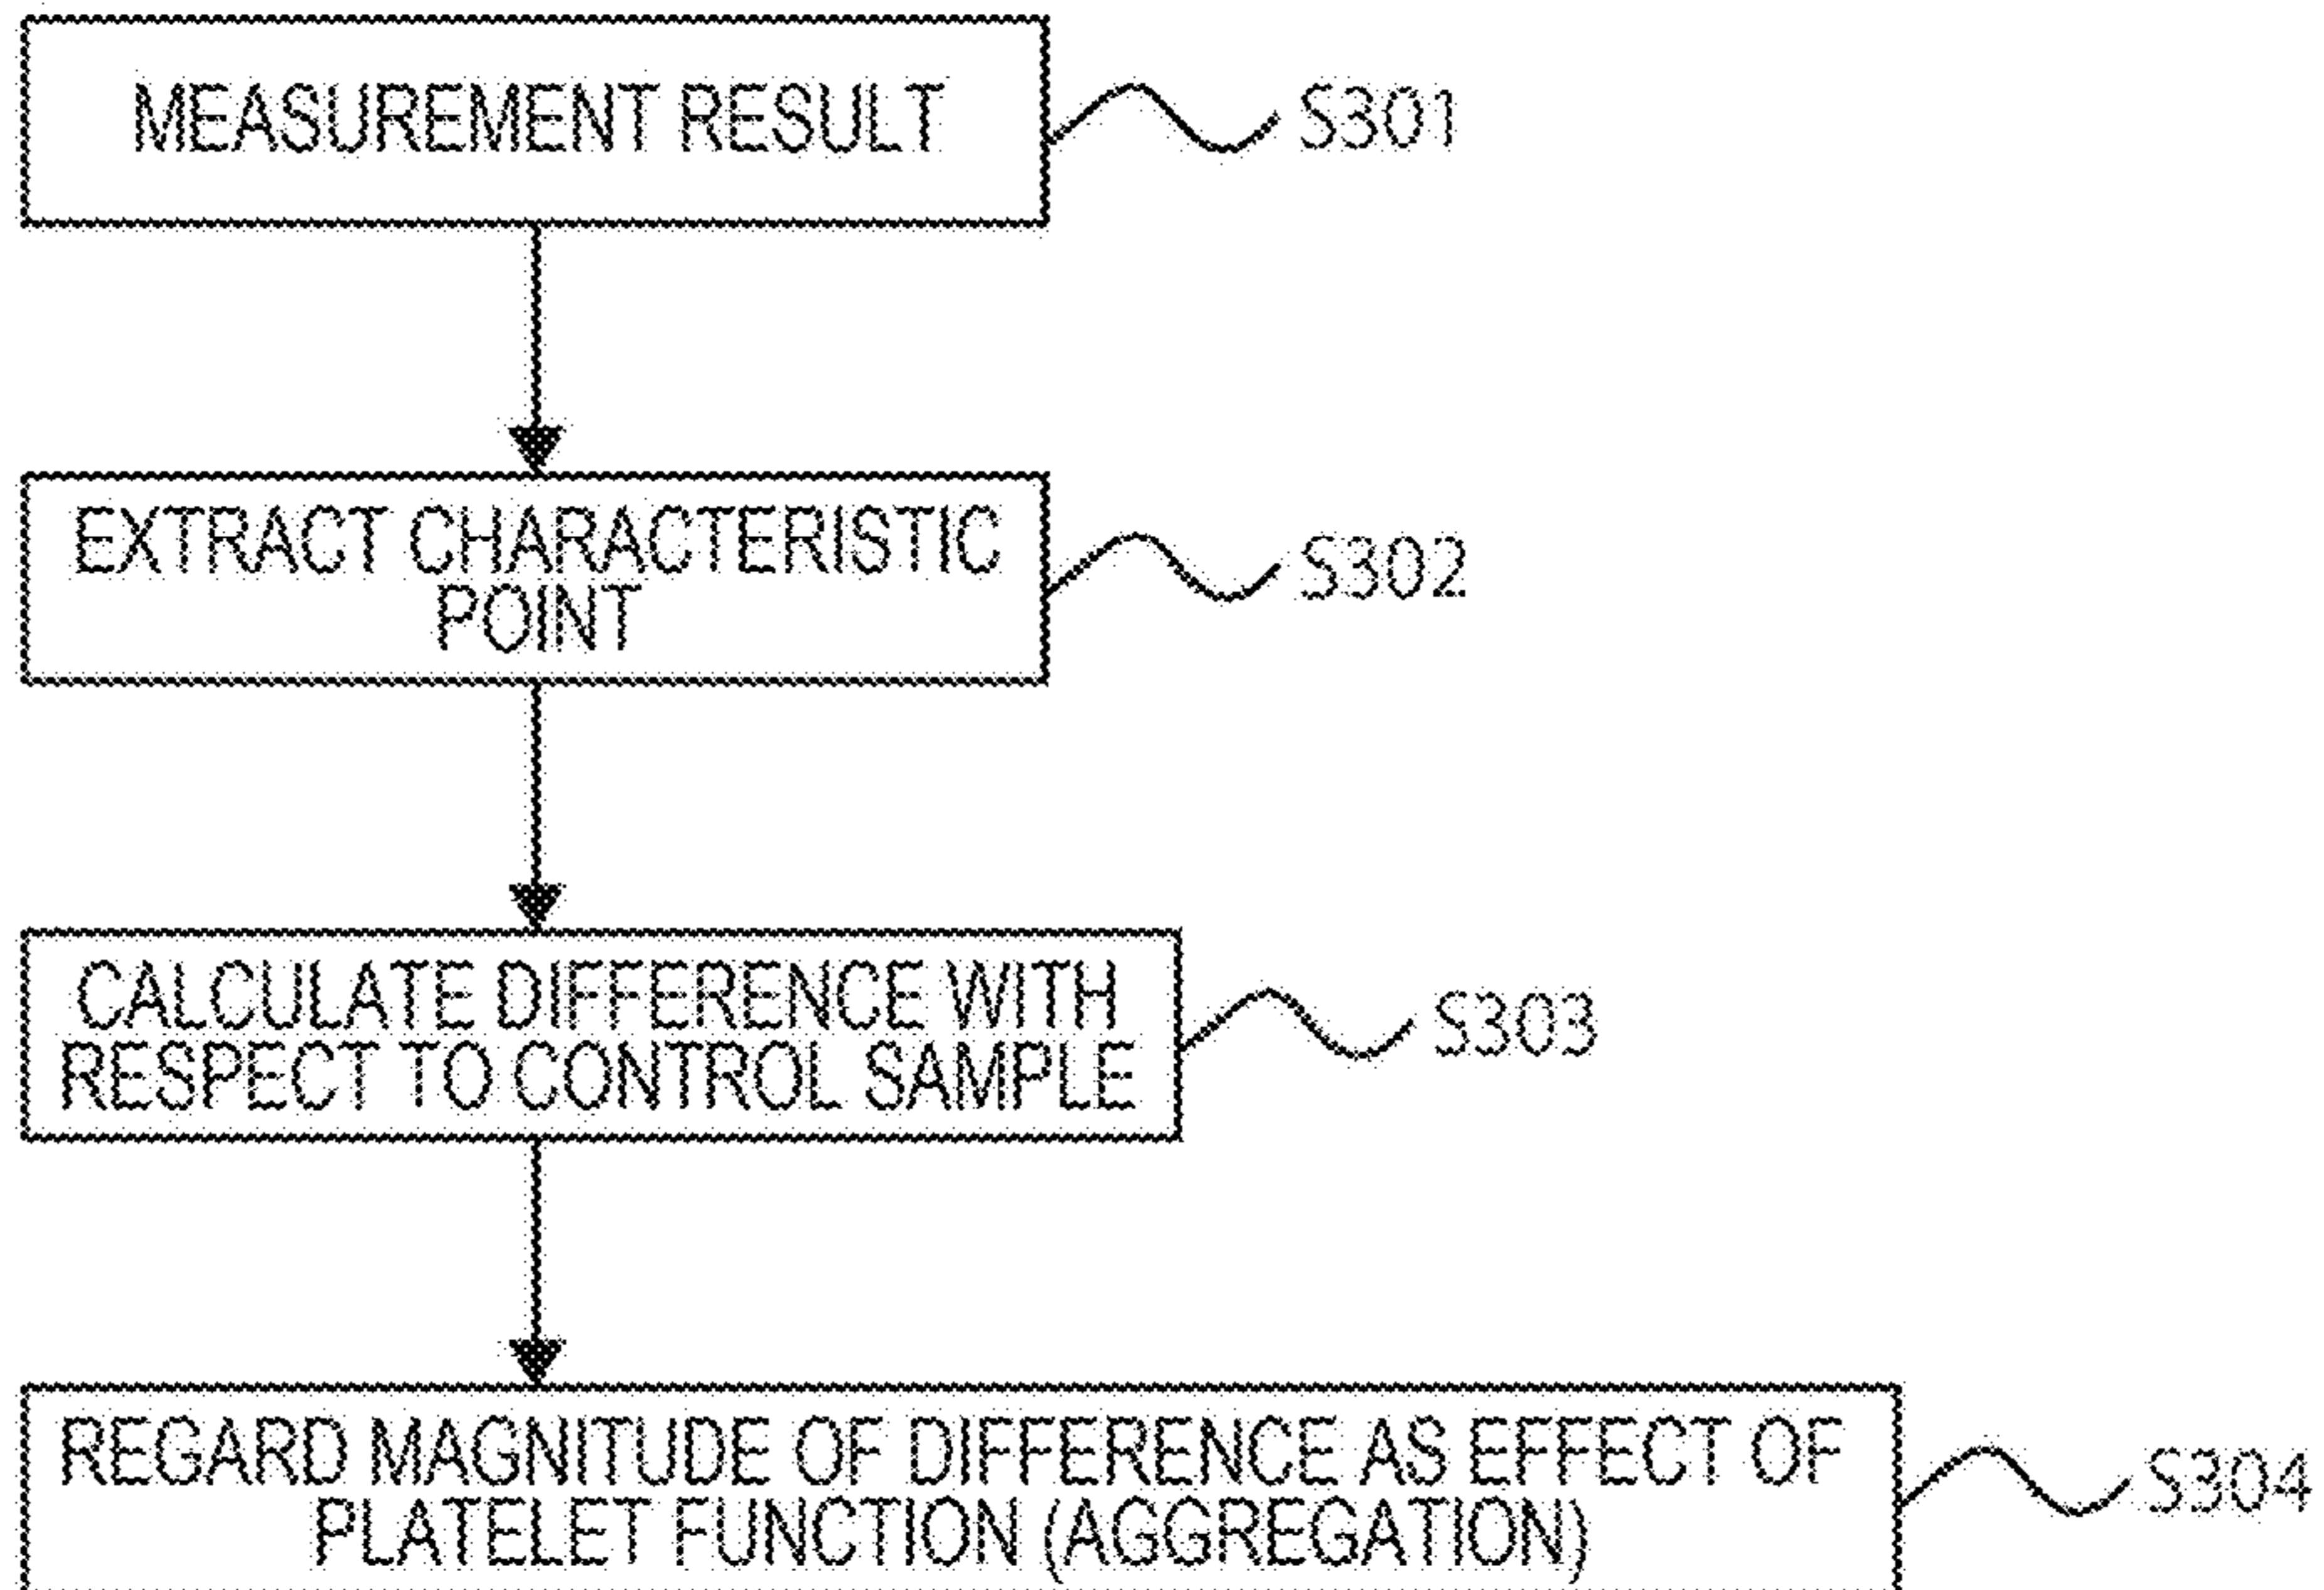 MEASUREMENT RESULT
S301
EXTRACT CHARACTERISTIC
POINT
S302
CALCULATE DIFFERENCE WITH
RESPECT TO CONTROL SAMPLE
S303
REGARD MAGNITUDE OF DIFFERENCE AS EFFECT OF
PLATELET FUNCTION (AGGREGATION)
S304